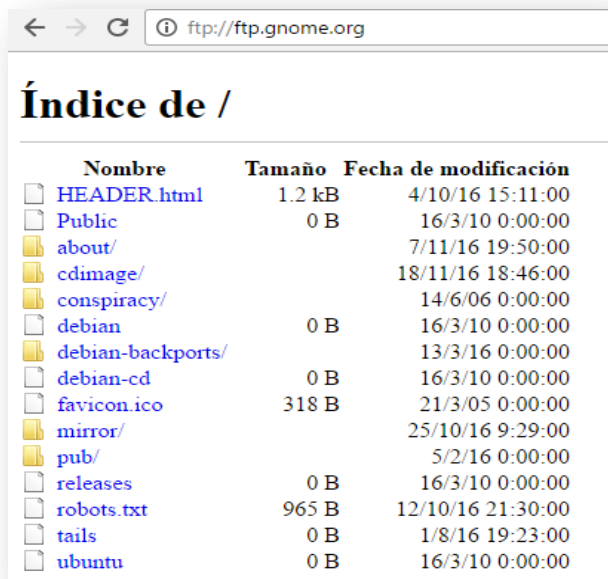 ftp://ftp.gnome.org
Índice de /
Nombre Tamaño Fecha de modificación
HEADER.html 1.2 kB 4/10/16 15:11:00
Public 0 B 16/3/10 0:00:00
about/ 7/11/16 19:50:00
cdimage/ 18/11/16 18:46:00
conspiracy/ 14/6/06 0:00:00
debian 0 B 16/3/10 0:00:00
debian-backports/ 13/3/16 0:00:00
debian-cd 0 B 16/3/10 0:00:00
favicon.ico 318 B 21/3/05 0:00:00
mirror/ 25/10/16 9:29:00
pub/ 5/2/16 0:00:00
releases 0 B 16/3/10 0:00:00
robots.txt 965 B 12/10/16 21:30:00
tails 0 B 1/8/16 19:23:00
ubuntu 0 B 16/3/10 0:00:00